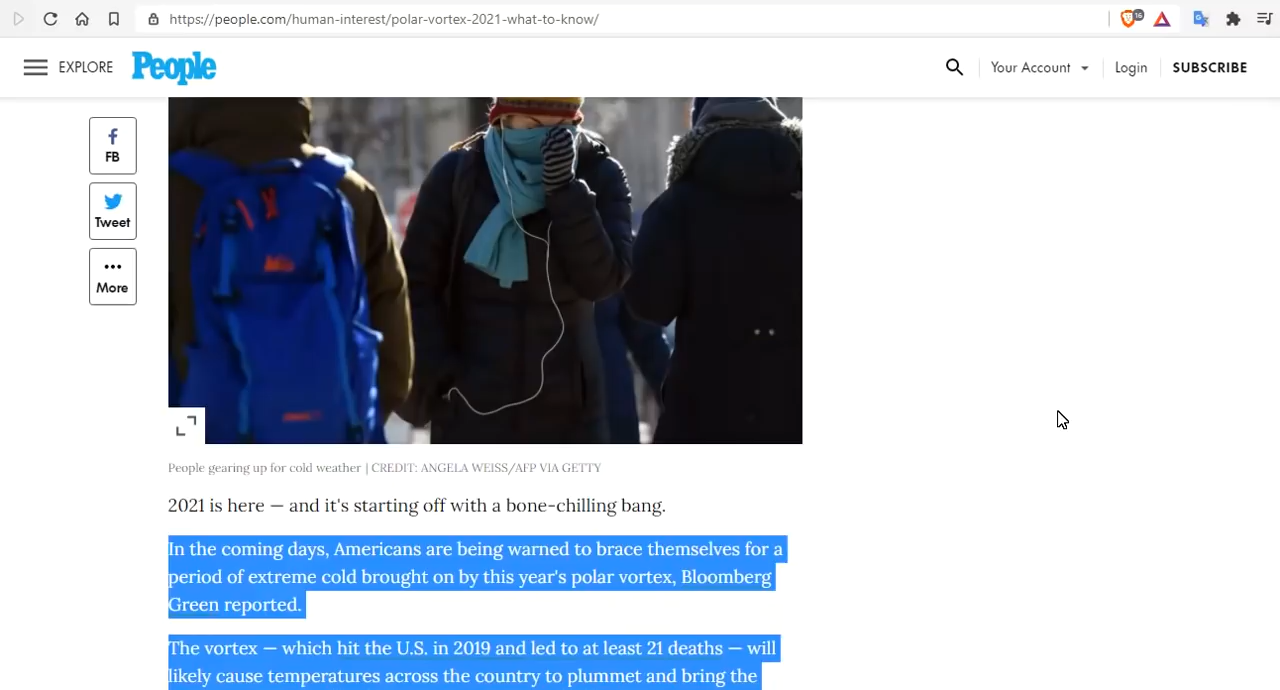 https://people.com/human-interest/polar-vortex-2021-what-to-know/
16
EXPLORE
People
Your Account
Login
SUBSCRIBE
FB
Tweet
More
People gearing up for cold weather | CREDIT: ANGELA WEISS/AFP VIA GETTY
2021 is here — and it's starting off with a bone-chilling bang.
In the coming days, Americans are being warned to brace themselves for a
period of extreme cold brought on by this year's polar vortex, Bloomberg
Green reported.
The vortex — which hit the U.S. in 2019 and led to at least 21 deaths — will
likely cause temperatures across the country to plummet and bring the